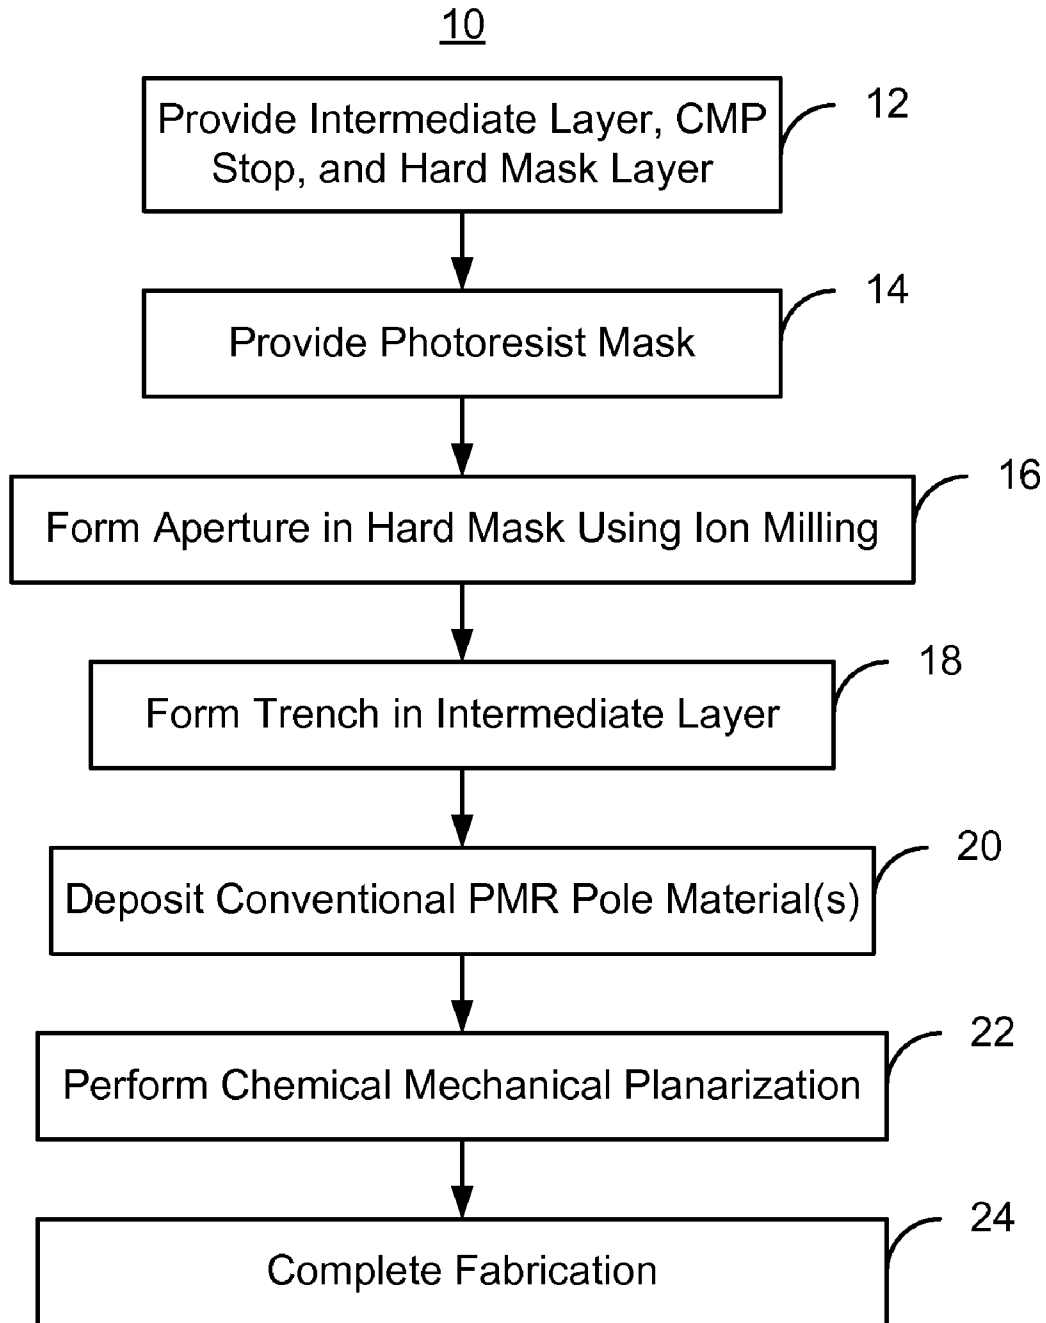 10
Provide Intermediate Layer, CMP
Stop, and Hard Mask Layer
12
Provide Photoresist Mask
14
Form Aperture in Hard Mask Using Ion Milling
16
Form Trench in Intermediate Layer
18
Deposit Conventional PMR Pole Material(s)
20
Perform Chemical Mechanical Planarization
22
Complete Fabrication
24